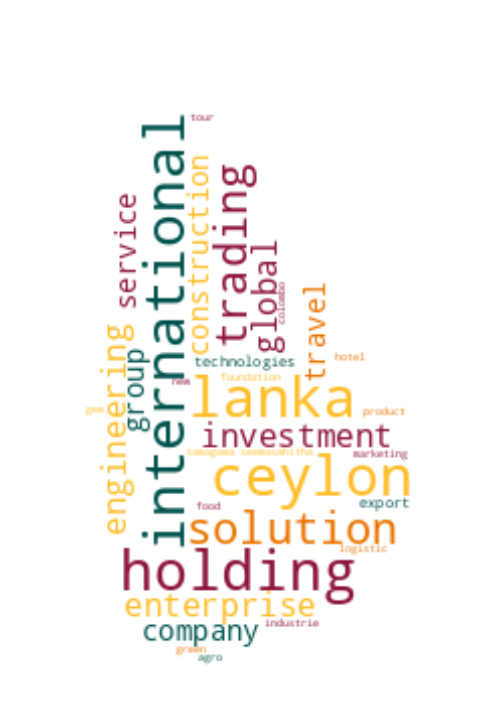 tour
international
construction
trading
service
global
colombo
travel
engineering
group
technologies
hotel
foundation
new
lanka
gem
product
investment
samagama seemasahitha
marketing
ceylon
export
food
solution
logistic
holding
enterprise
industrie
company
green
agro